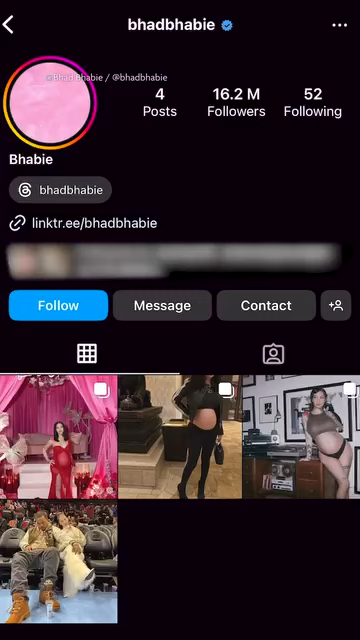 bhadbhabie
@Bhad Bhabie / @bhadbhabie
4
Posts
16.2 M
Followers
52
Following
Bhabie
bhadbhabie
linktr.ee/bhadbhabie
Follow
Message
Contact